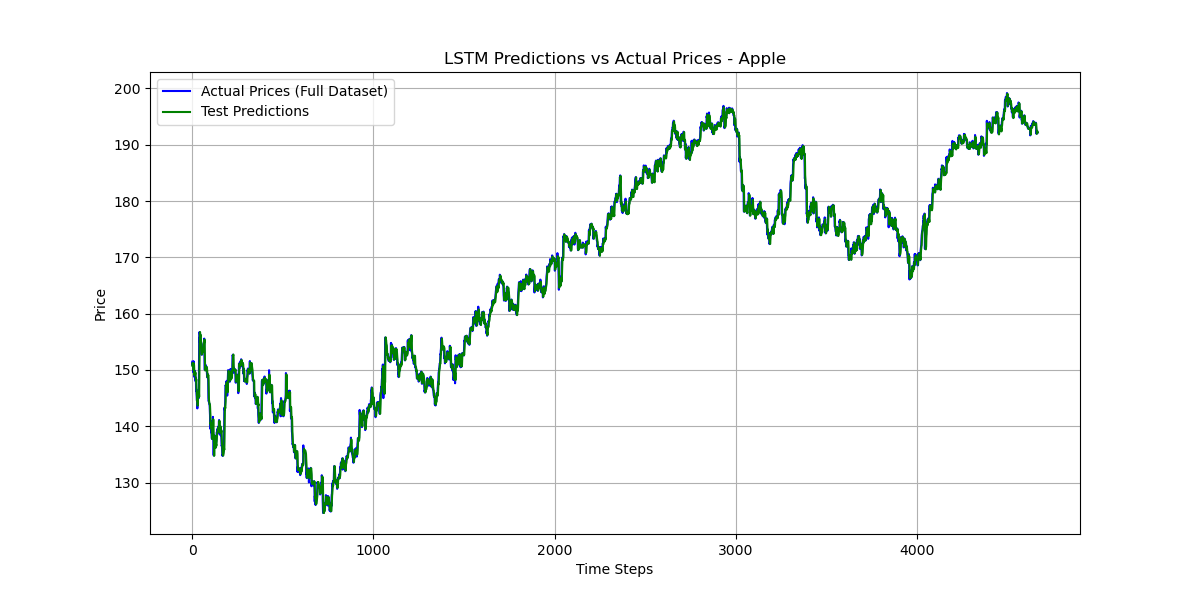 LSTM Predictions vs Actual Prices - Apple
Actual Prices (Full Dataset)
Test Predictions
200
190
180
170
160
150
140
130
Price
0 1000 2000 3000 4000
Time Steps